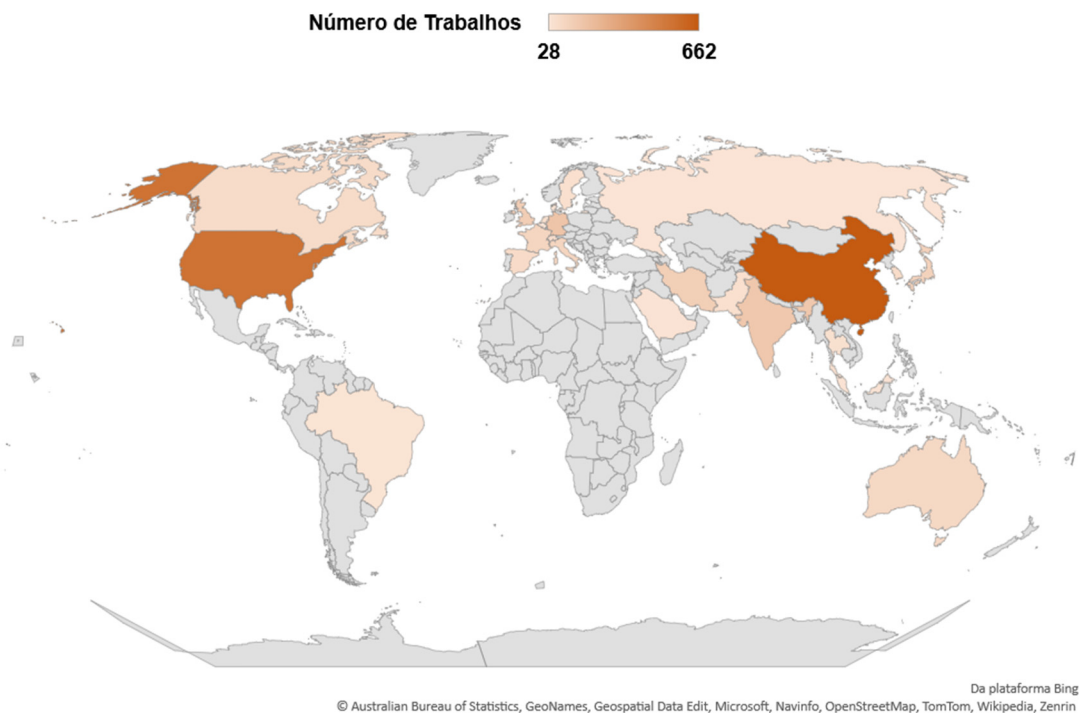 Número de Trabalhos
28 662
Da plataforma Bing
© Australian Bureau of Statistics, GeoNames, Geospatial Data Edit, Microsoft, Navinfo, OpenStreetMap, TomTom, Wikipedia, Zenrin